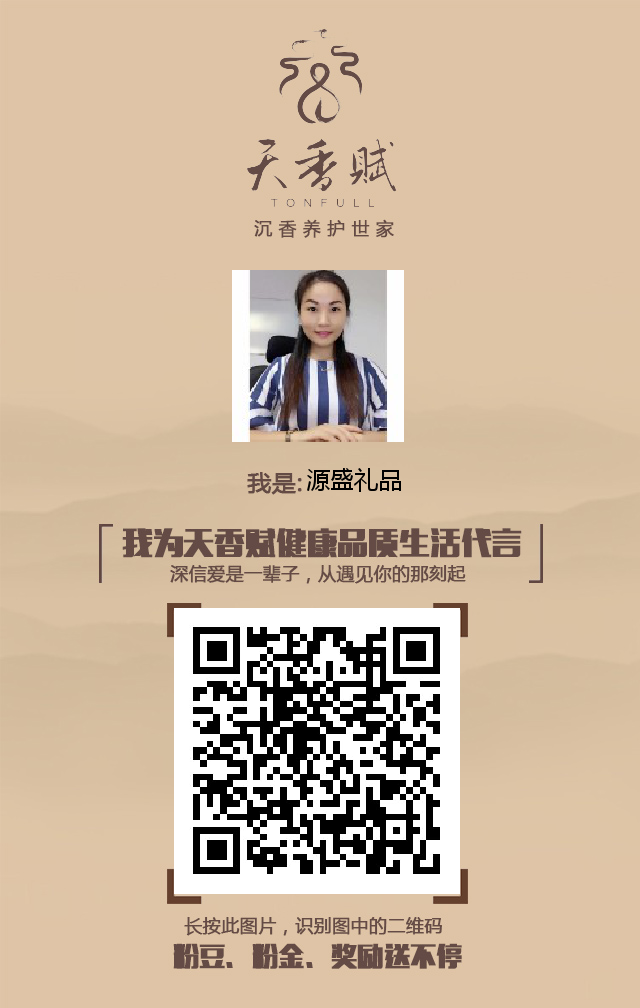 天香赋
TONFULL
沉香养护世家
我是:源盛礼品
我为天香赋健康品质生活代言
深信爱是一辈子，从遇见你的那刻起
长按此图片，识别图中的二维码
粉豆、粉金、奖励送不停